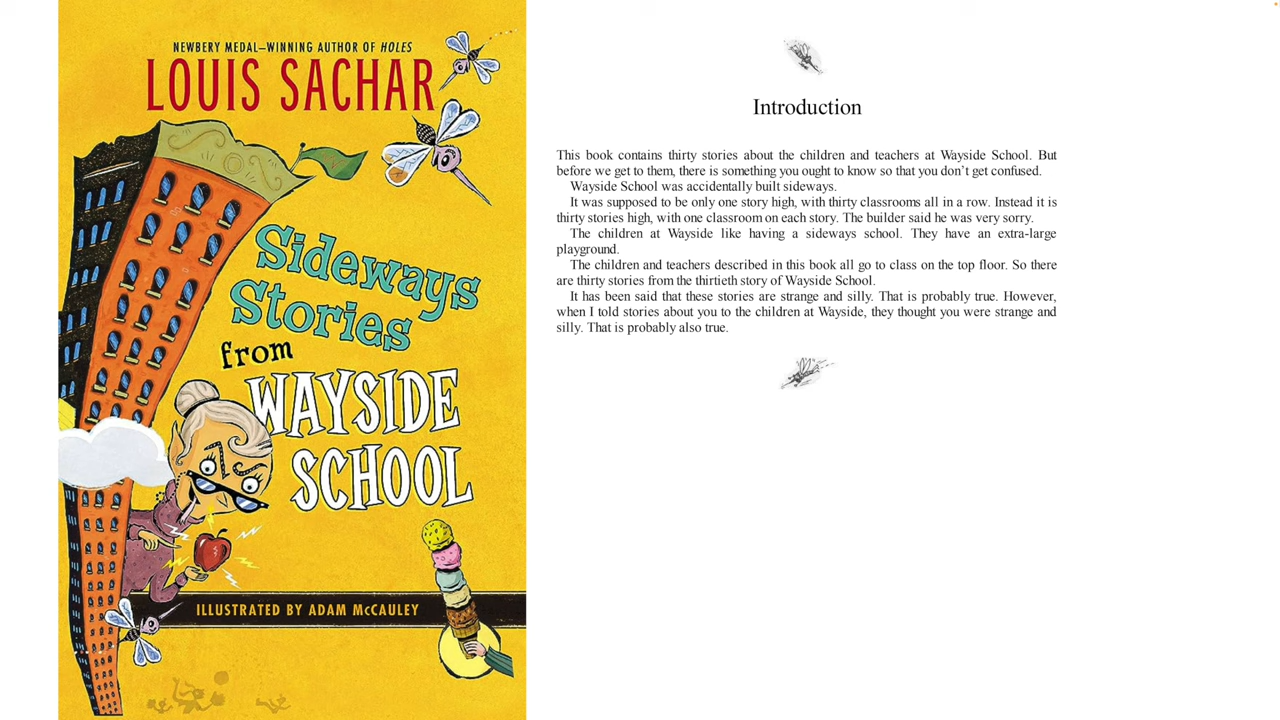 NEWBERY MEDAL–WINNING AUTHOR OF HOLES
LOUIS SACHAR
Sideways
Stories
from
WAYSIDE
SCHOOL
ILLUSTRATED BY ADAM McCAULEY
Introduction
This book contains thirty stories about the children and teachers at Wayside School. But
before we get to them, there is something you ought to know so that you don’t get confused.
Wayside School was accidentally built sideways.
It was supposed to be only one story high, with thirty classrooms all in a row. Instead it is
thirty stories high, with one classroom on each story. The builder said he was very sorry.
The children at Wayside like having a sideways school. They have an extra-large
playground.
The children and teachers described in this book all go to class on the top floor. So there
are thirty stories from the thirtieth story of Wayside School.
It has been said that these stories are strange and silly. That is probably true. However,
when I told stories about you to the children at Wayside, they thought you were strange and
silly. That is probably also true.